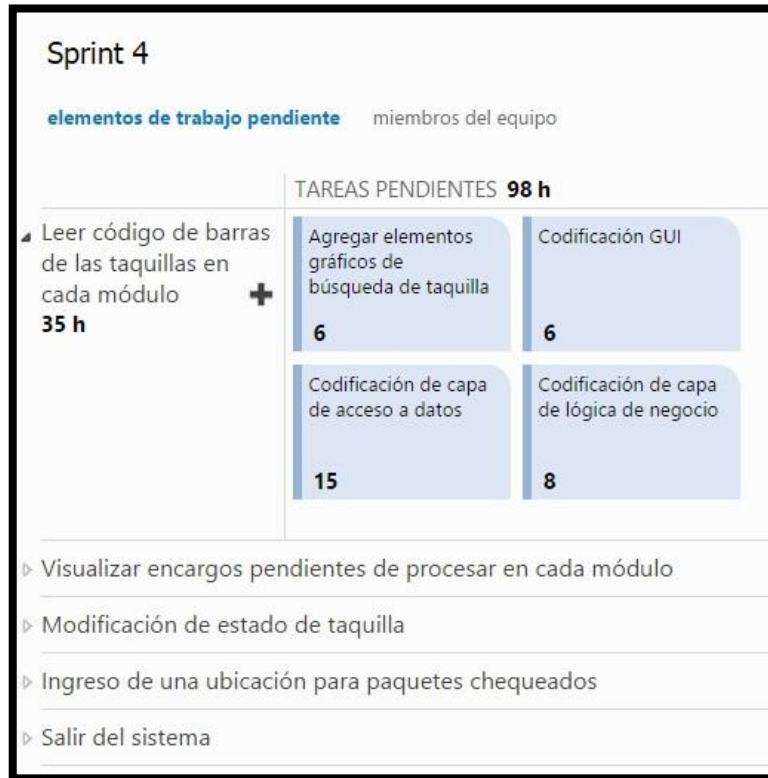 Sprint 4
elementos de trabajo pendiente miembros del equipo
TAREAS PENDIENTES 98 h
Leer código de barras
de las taquillas en
cada módulo
35 h
Agregar elementos
gráficos de
búsqueda de taquilla
6
Codificación GUI
6
Codificación de capa
de acceso a datos
15
Codificación de capa
de lógica de negocio
8
Visualizar encargos pendientes de procesar en cada módulo
Modificación de estado de taquilla
Ingreso de una ubicación para paquetes chequeados
Salir del sistema